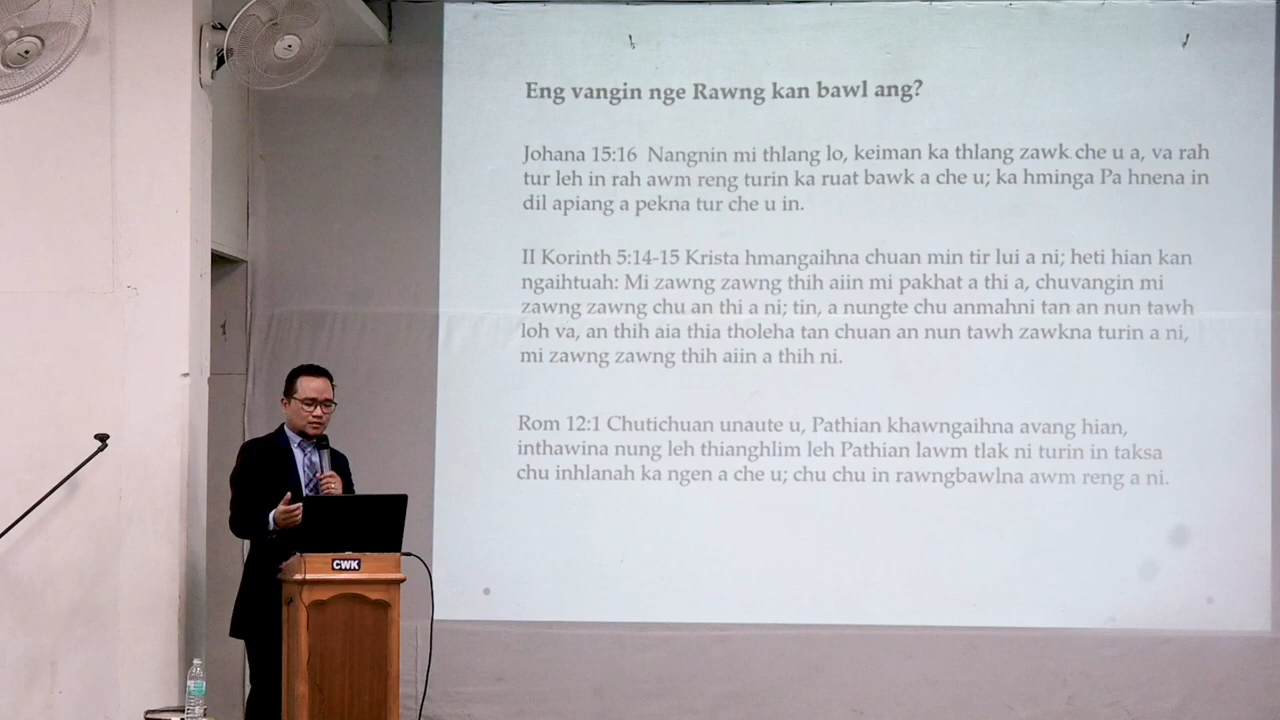 Eng vangin nge Rawng kan bawl ang?
Johana 15:16 Nangnin mi thlang lo, keiman ka thlang zawk che u a, va rah
tur leh in rah awm reng turin ka ruat bawk a che u; ka hminga Pa hnena in
dil apiang a pekna tur che u in.
II Korinth 5:14-15 Krista hmangaihna chuan min tir lui a ni; heti hian kan
ngaihtuah: Mi zawng zawng thih aiin mi pakhat a thi a, chuvangin mi
zawng zawng chu an thi a ni; tin, a nungte chu anmahni tan an nun tawh
loh va, an thih aia thia tholeha tan chuan an nun tawh zawkna turin a ni,
mi zawng zawng thih aiin a thih ni.
Rom 12:1 Chutichuan unaute u, Pathian khawngaihna avang hian,
inthawina nung leh thianghlim leh Pathian lawm tlak ni turin in taksa
chu inhlanah ka ngen a che u; chu chu in rawngbawlna awm reng a ni.
CWK